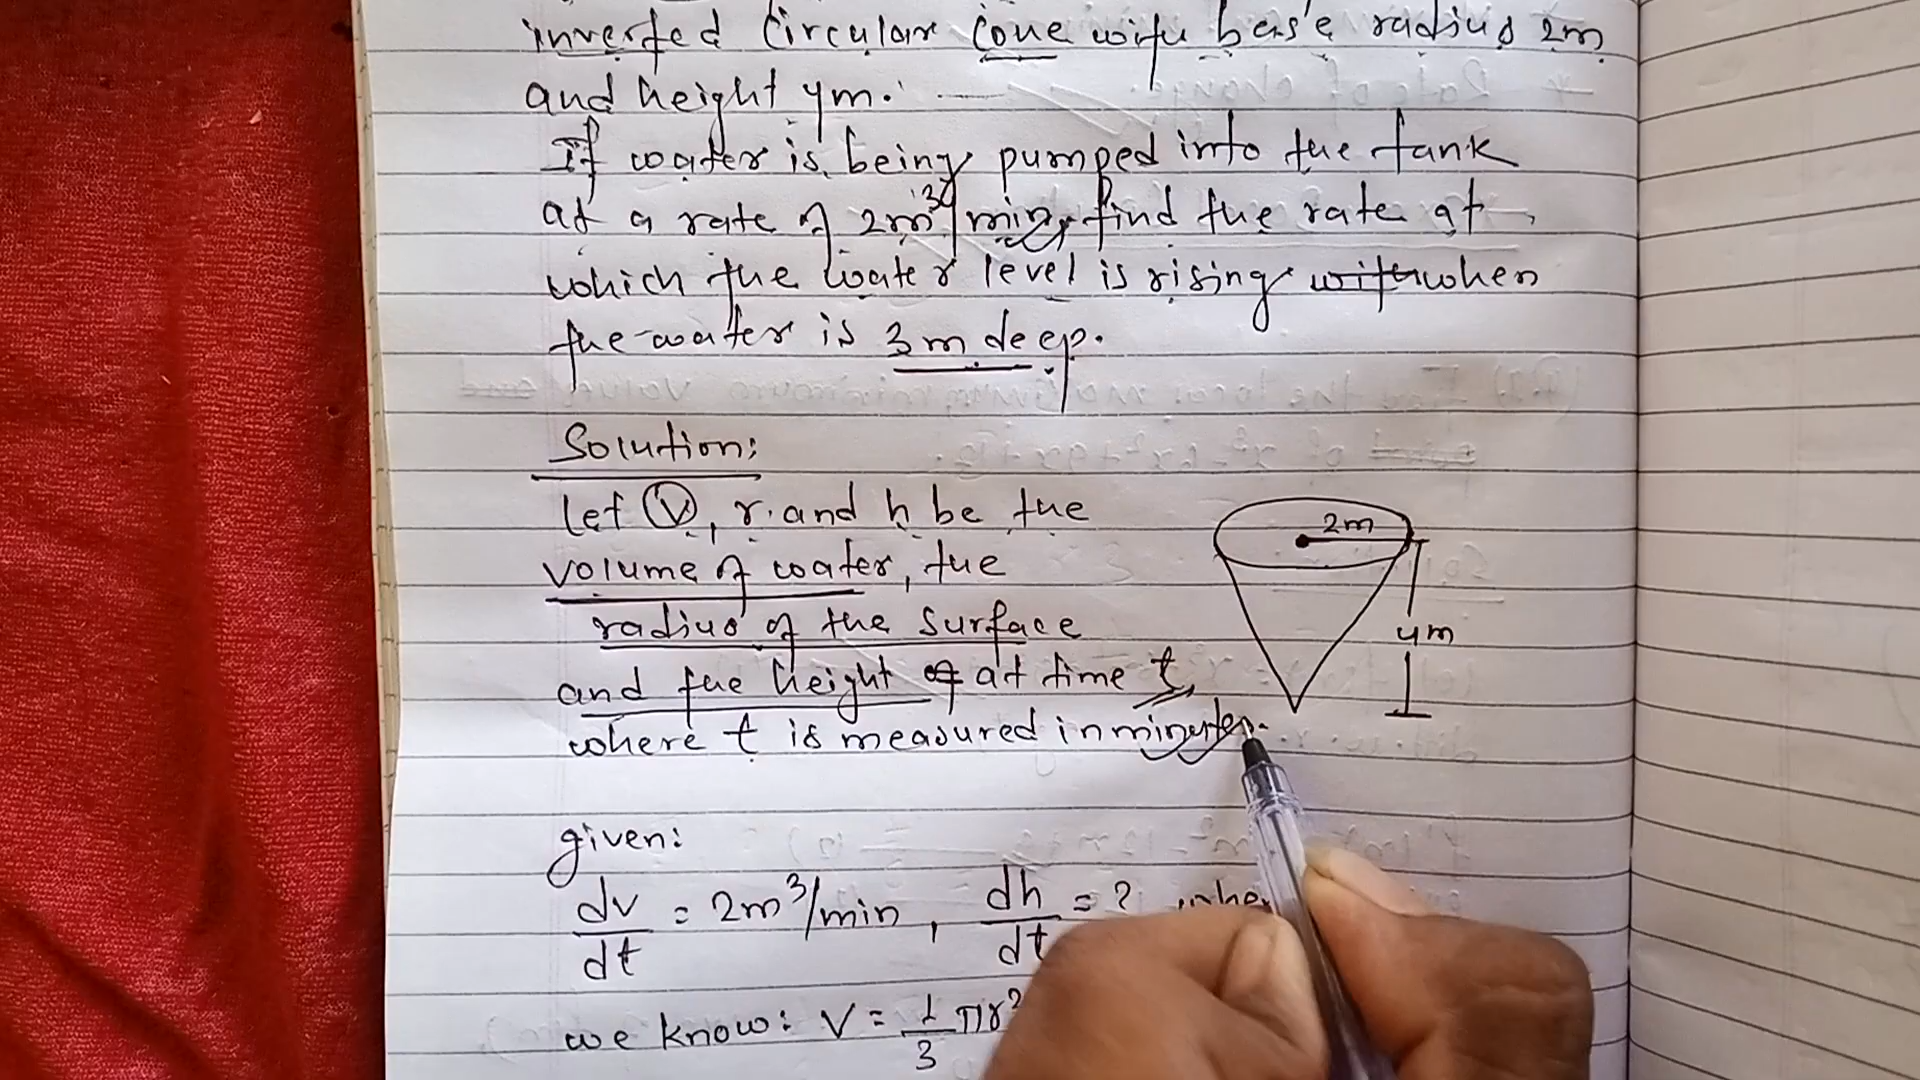 inverted Circular Cone with base radius 2m
and height 4m.
If water is being pumped into the tank
at a rate of 2m³/min, find the rate at
which the water level is rising when
the water is 3m deep.
Solution:
Let V, r and h be the
volume of water, the
radius of the surface
and the height at time t,
where t is measured in minutes.
2m
4m
given:
dv/dt = 2m³/min, dh/dt = ? when
we know: V = 1/3 πr²